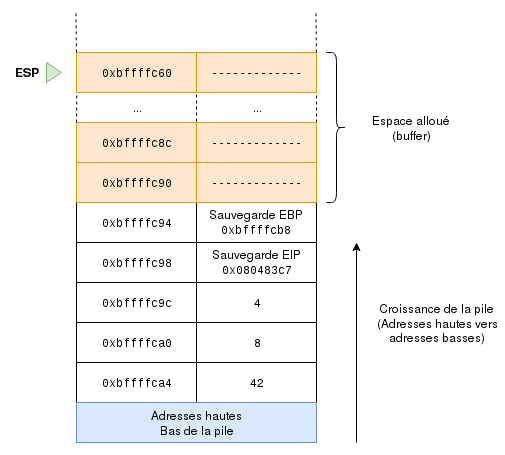 ESP
0xbffffc60 -------------
... ...
Espace alloué
(buffer)
0xbffffc8c -------------
0xbffffc90 -------------
0xbffffc94 Sauvegarde EBP
0xbffffcb8
0xbffffc98 Sauvegarde EIP
0x080483c7
0xbffffc9c 4
0xbffffca0 8
0xbffffca4 42
Croissance de la pile
(Adresses hautes vers
adresses basses)
Adresses hautes
Bas de la pile